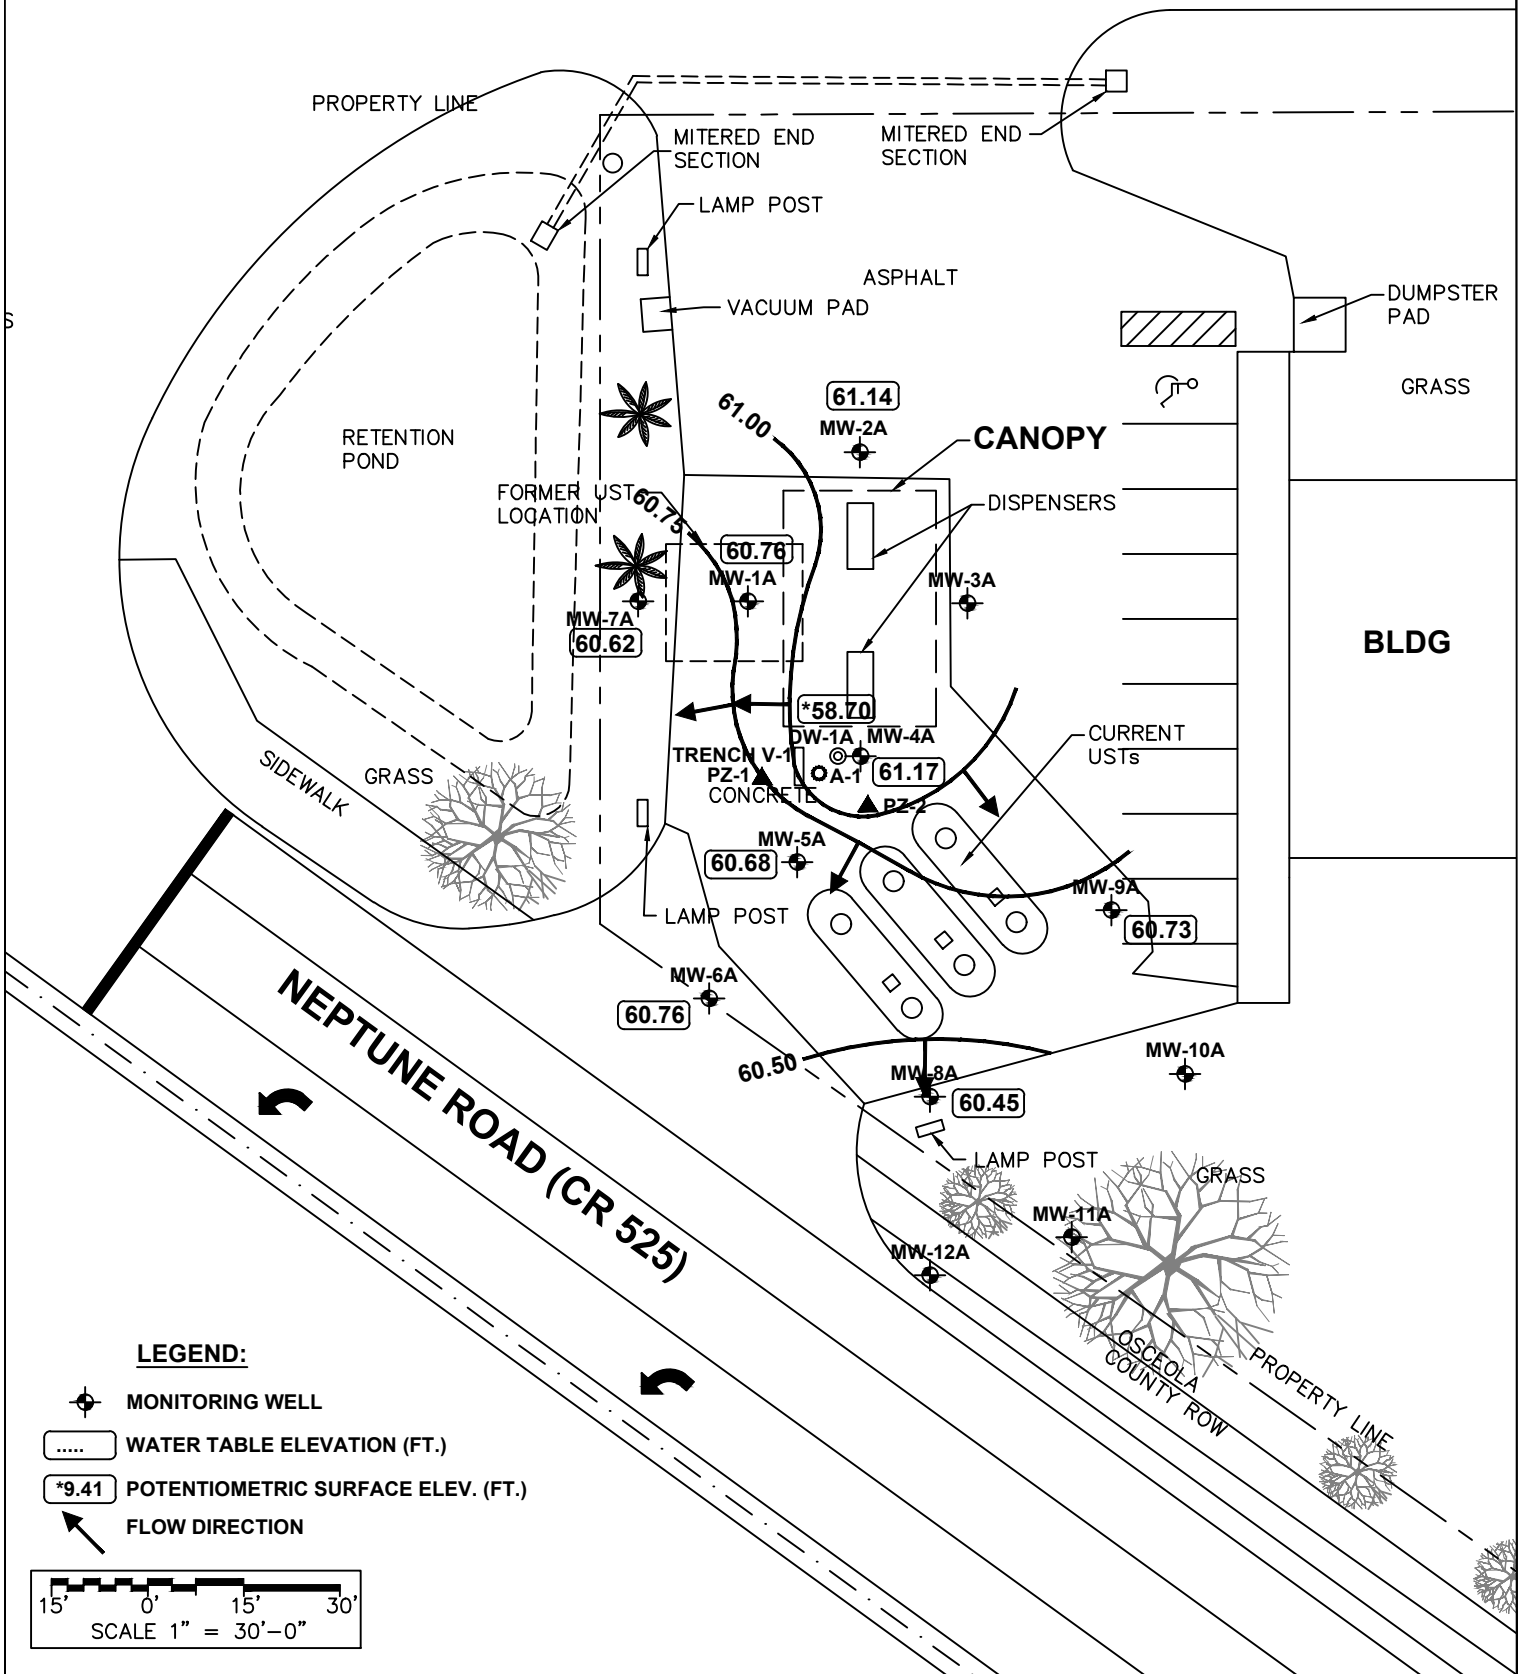 PROPERTY LINE
MITERED END
SECTION
MITERED END
SECTION
LAMP POST
ASPHALT
VACUUM PAD
DUMPSTER
PAD
S
GRASS
61.14
61.00
MW-2A
CANOPY
RETENTION
POND
FORMER UST
LOCATION
60.75
DISPENSERS
60.76
MW-1A
MW-3A
MW-7A
60.62
BLDG
*58.70
DW-1A
MW-4A
CURRENT
USTs
TRENCH V-1
PZ-1
A-1
61.17
CONCRETE
PZ-2
SIDEWALK
GRASS
MW-5A
60.68
MW-9A
60.73
LAMP POST
MW-6A
60.76
60.50
MW-8A
60.45
MW-10A
NEPTUNE ROAD (CR 525)
LAMP POST
GRASS
MW-11A
MW-12A
OSCEOLA
COUNTY ROW
PROPERTY LINE
LEGEND:
MONITORING WELL
..... WATER TABLE ELEVATION (FT.)
*9.41 POTENTIOMETRIC SURFACE ELEV. (FT.)
FLOW DIRECTION
15' 0' 15' 30'
SCALE 1" = 30'-0"